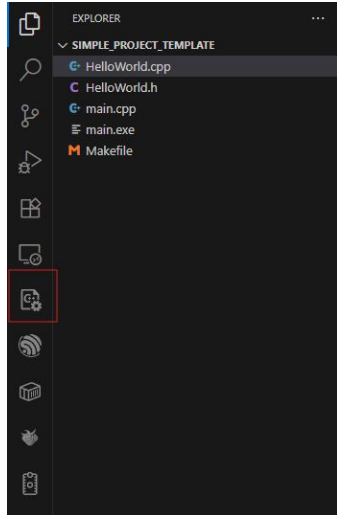 EXPLORER
SIMPLE_PROJECT_TEMPLATE
HelloWorld.cpp
C HelloWorld.h
main.cpp
main.exe
M Makefile